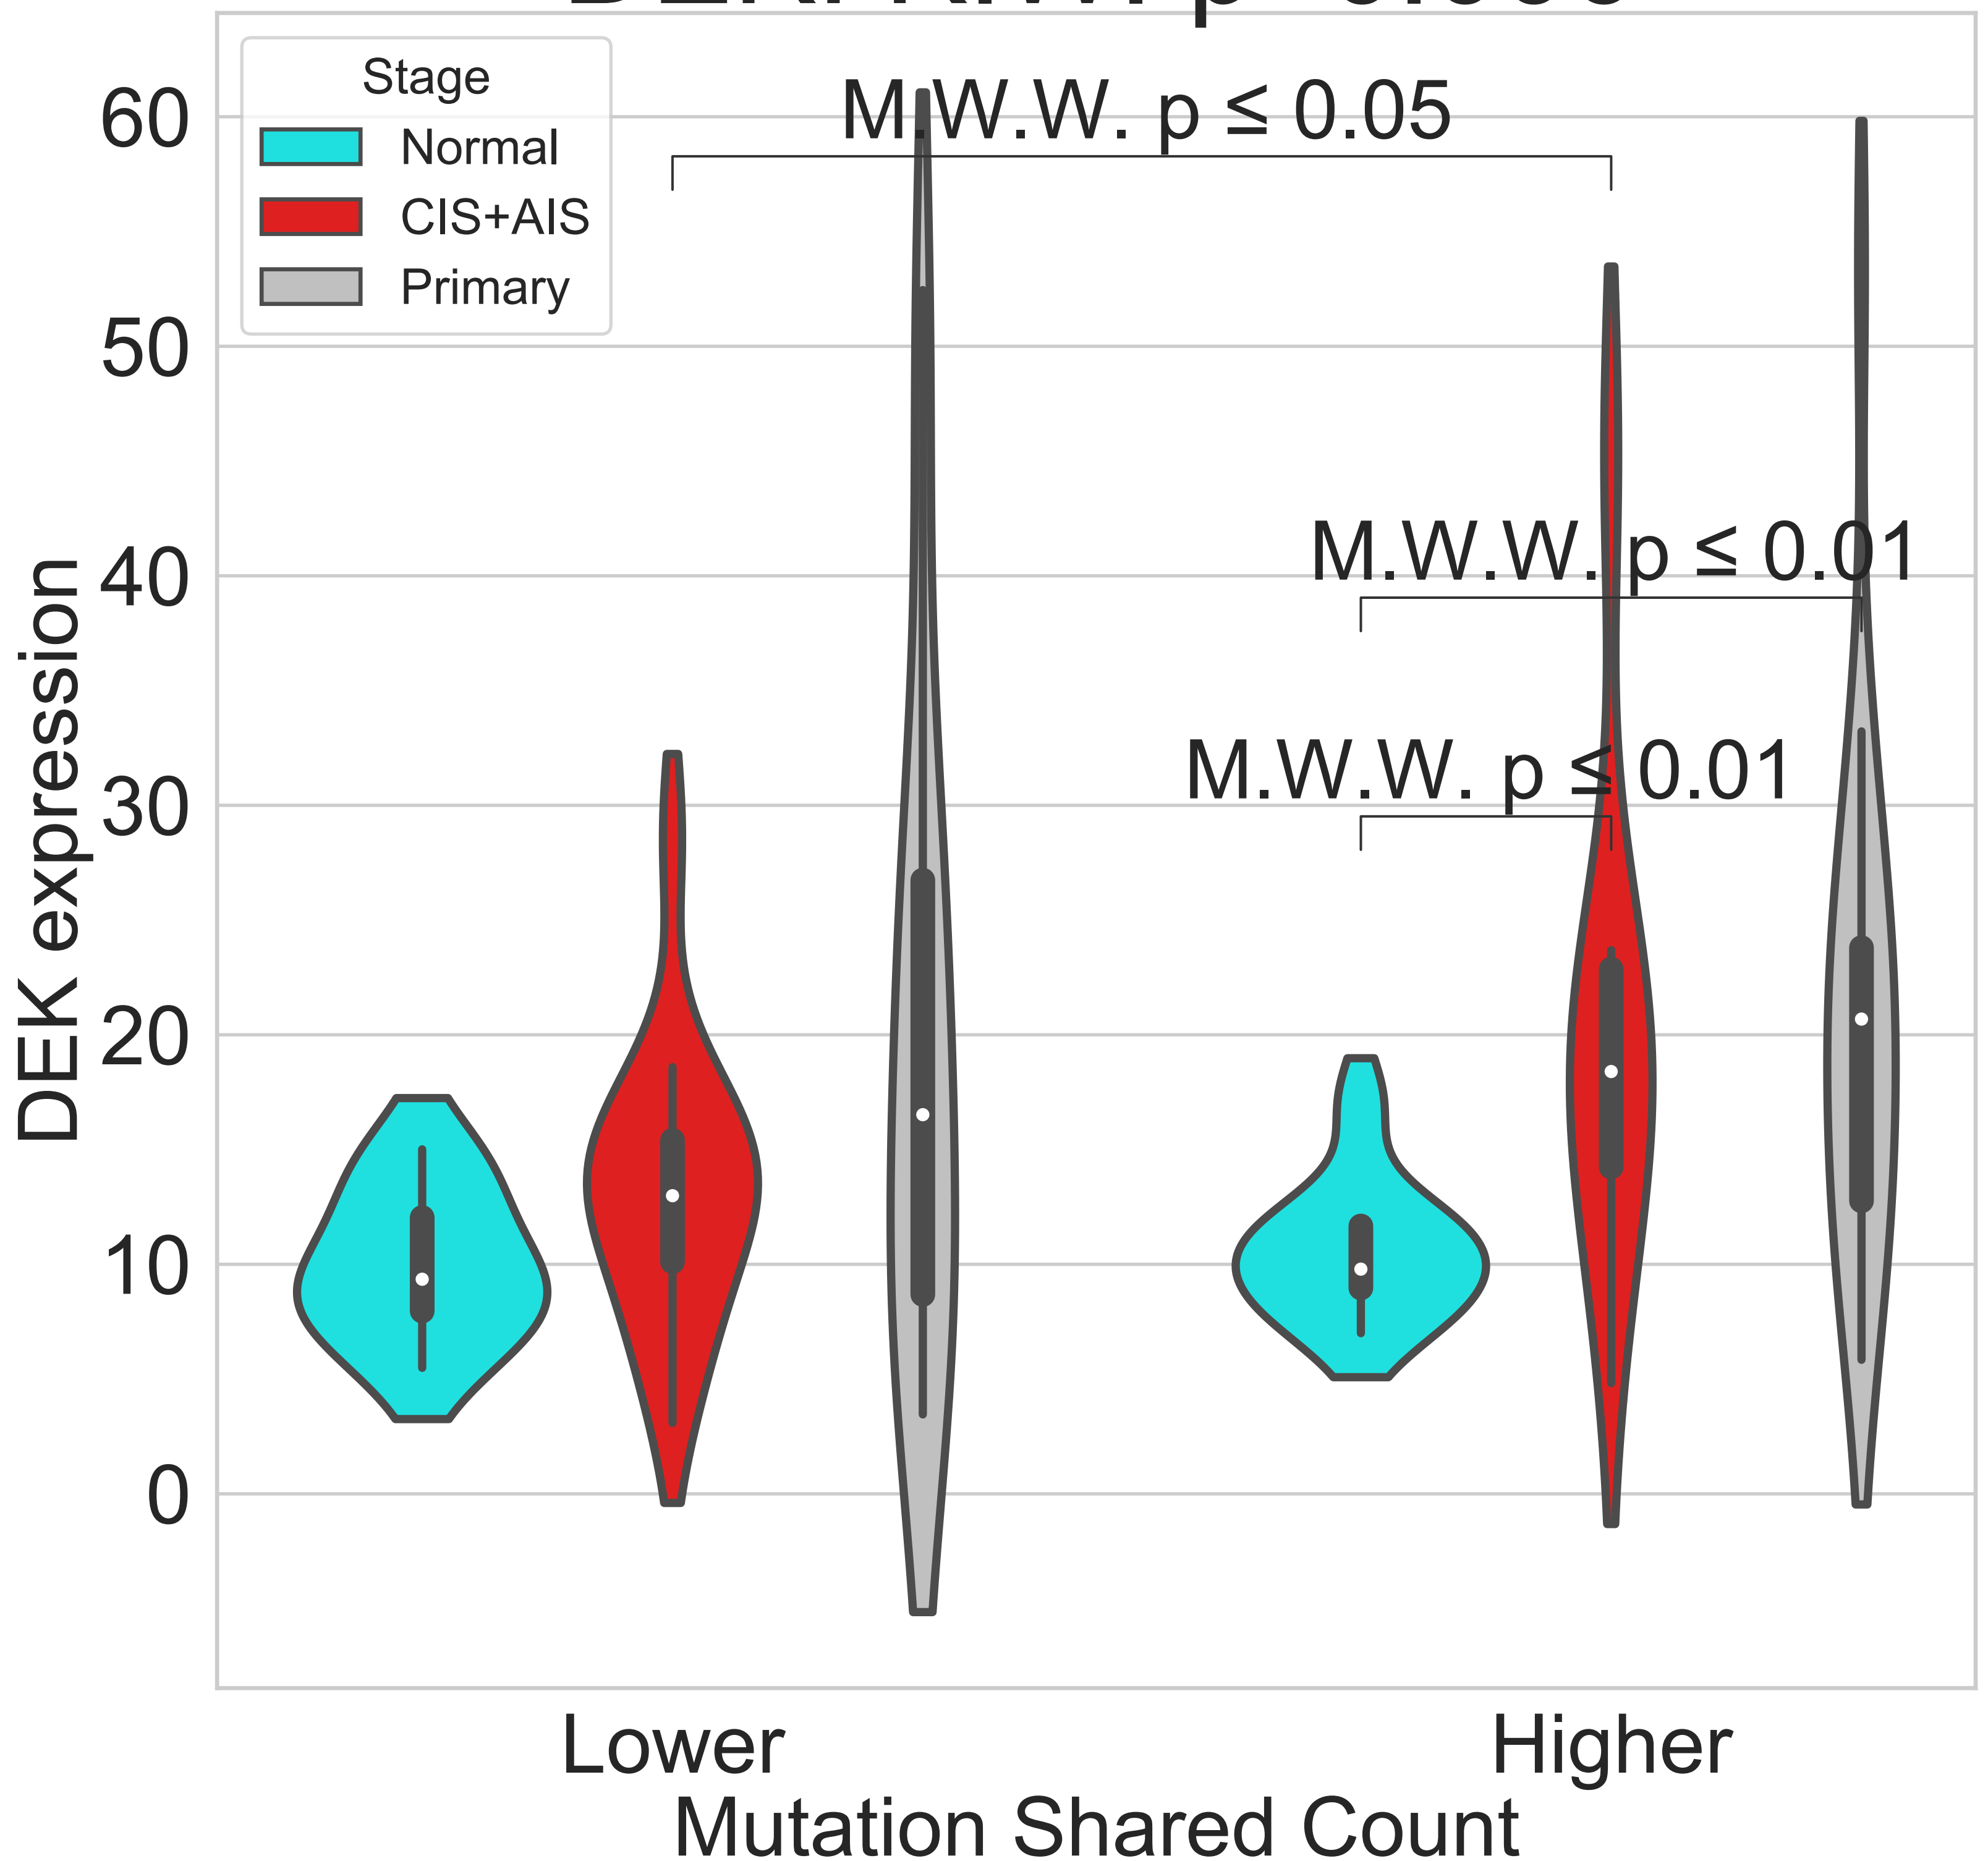 Stage
Normal
CIS+AIS
Primary
M.W.W. p ≤ 0.05
M.W.W. p ≤ 0.01
M.W.W. p ≤ 0.01
60
50
40
30
20
10
0
DEK expression
Lower
Higher
Mutation Shared Count